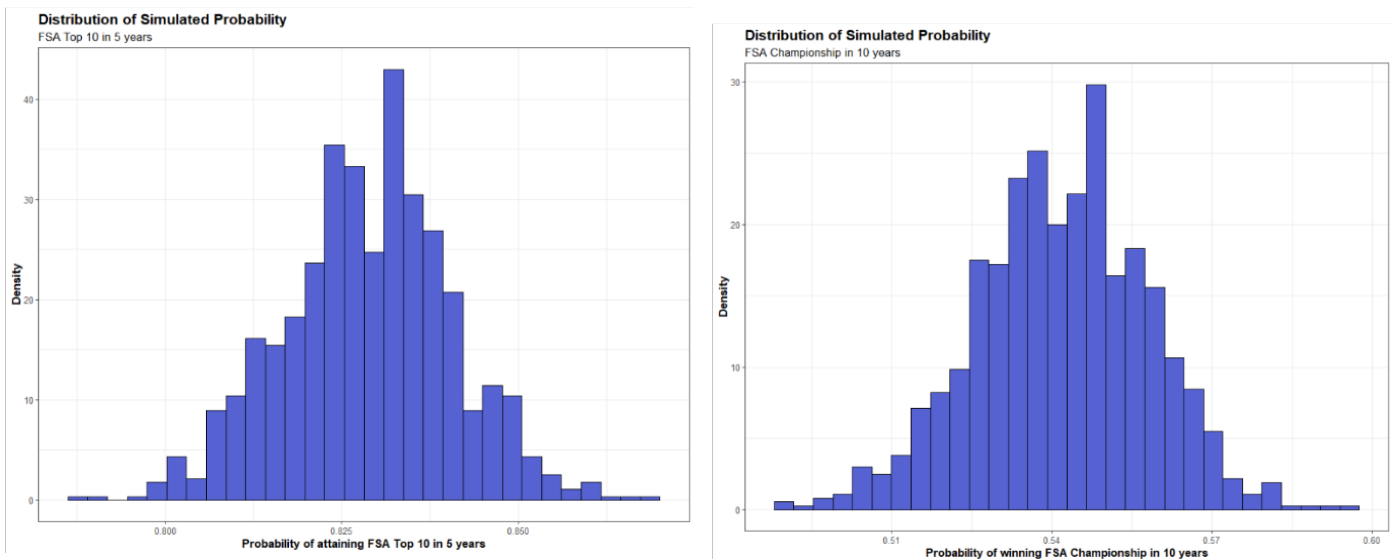 Distribution of Simulated Probability
FSA Top 10 in 5 years
40
30
20
10
0
Density
0.800
0.825
0.850
Probability of attaining FSA Top 10 in 5 years
Distribution of Simulated Probability
FSA Championship in 10 years
30
20
10
0
Density
0.51
0.54
0.57
0.60
Probability of winning FSA Championship in 10 years